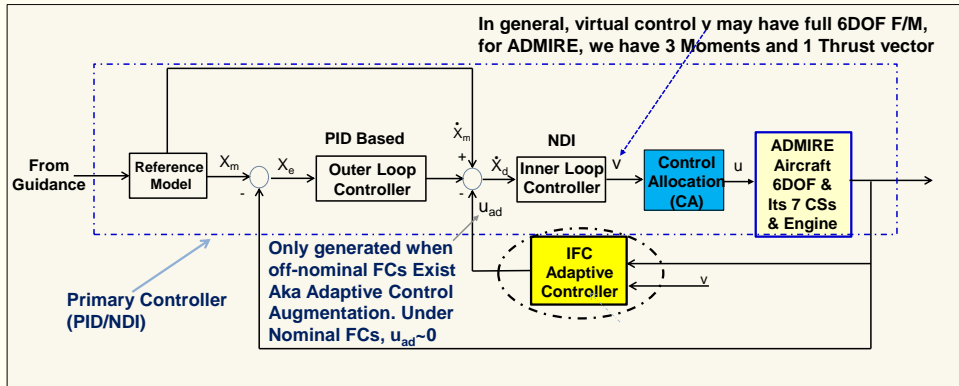 In general, virtual control v may have full 6DOF F/M,
for ADMIRE, we have 3 Moments and 1 Thrust vector
From
Guidance
Reference
Model
Xm
-
Xe
PID Based
Outer Loop
Controller
Ẋm
+
-
Ẋd
uad
NDI
Inner Loop
Controller
v
Control
Allocation
(CA)
u
ADMIRE
Aircraft
6DOF &
Its 7 CSs
& Engine
Primary Controller
(PID/NDI)
Only generated when
off-nominal FCs Exist
Aka Adaptive Control
Augmentation. Under
Nominal FCs, uad~0
IFC
Adaptive
Controller
v